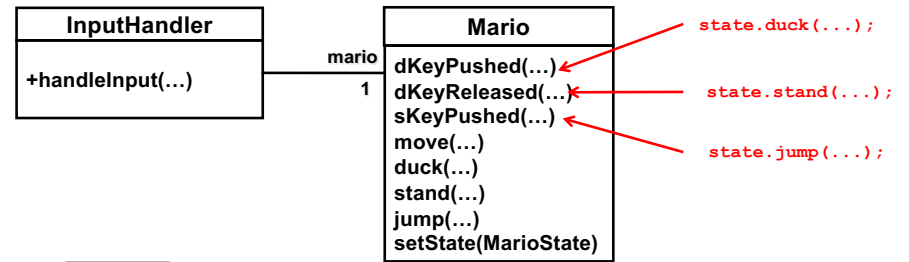 InputHandler
+handleInput(...)
mario
1
Mario
dKeyPushed(...)
dKeyReleased(...)
sKeyPushed(...)
move(...)
duck(...)
stand(...)
jump(...)
setState(MarioState)
state.duck(...);
state.stand(...);
state.jump(...);